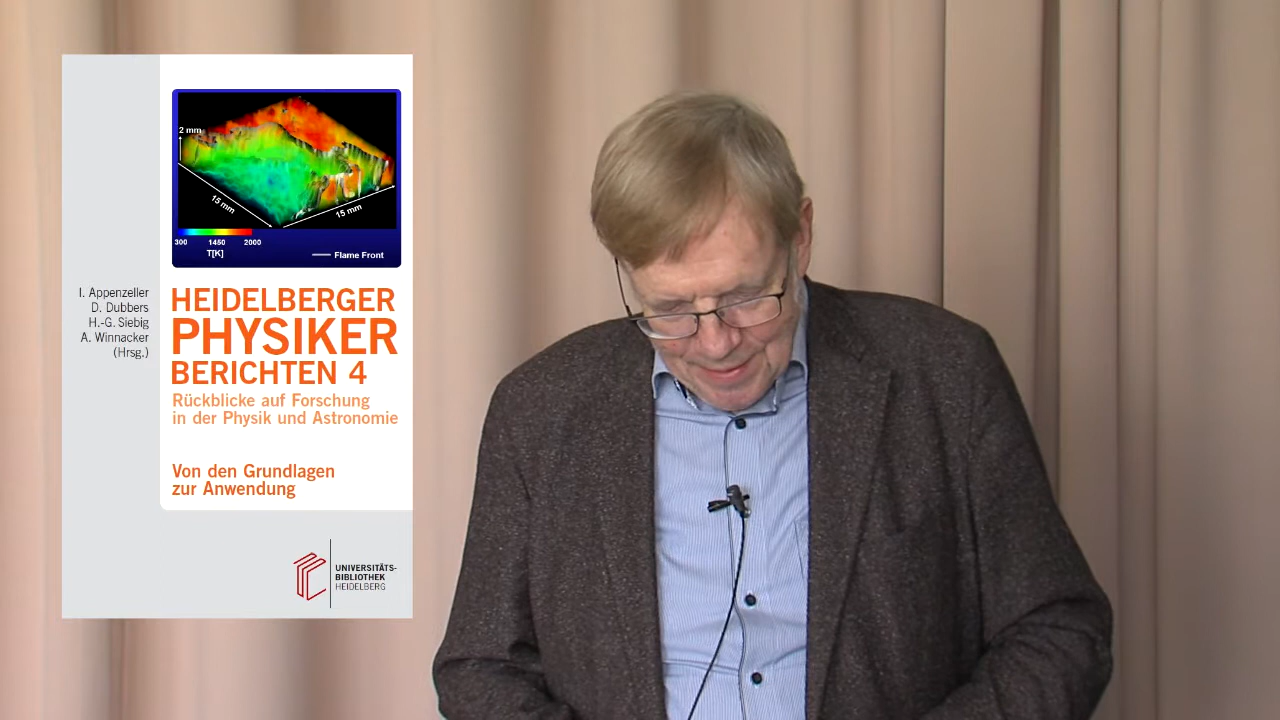 2 mm
15 mm
15 mm
300 1450 2000
T[K]
Flame Front
I. Appenzeller
D. Dubbers
H.-G. Siebig
A. Winnacker
(Hrsg.)
HEIDELBERGER
PHYSIKER
BERICHTEN 4
Rückblicke auf Forschung
in der Physik und Astronomie
Von den Grundlagen
zur Anwendung
UNIVERSITÄTS-
BIBLIOTHEK
HEIDELBERG